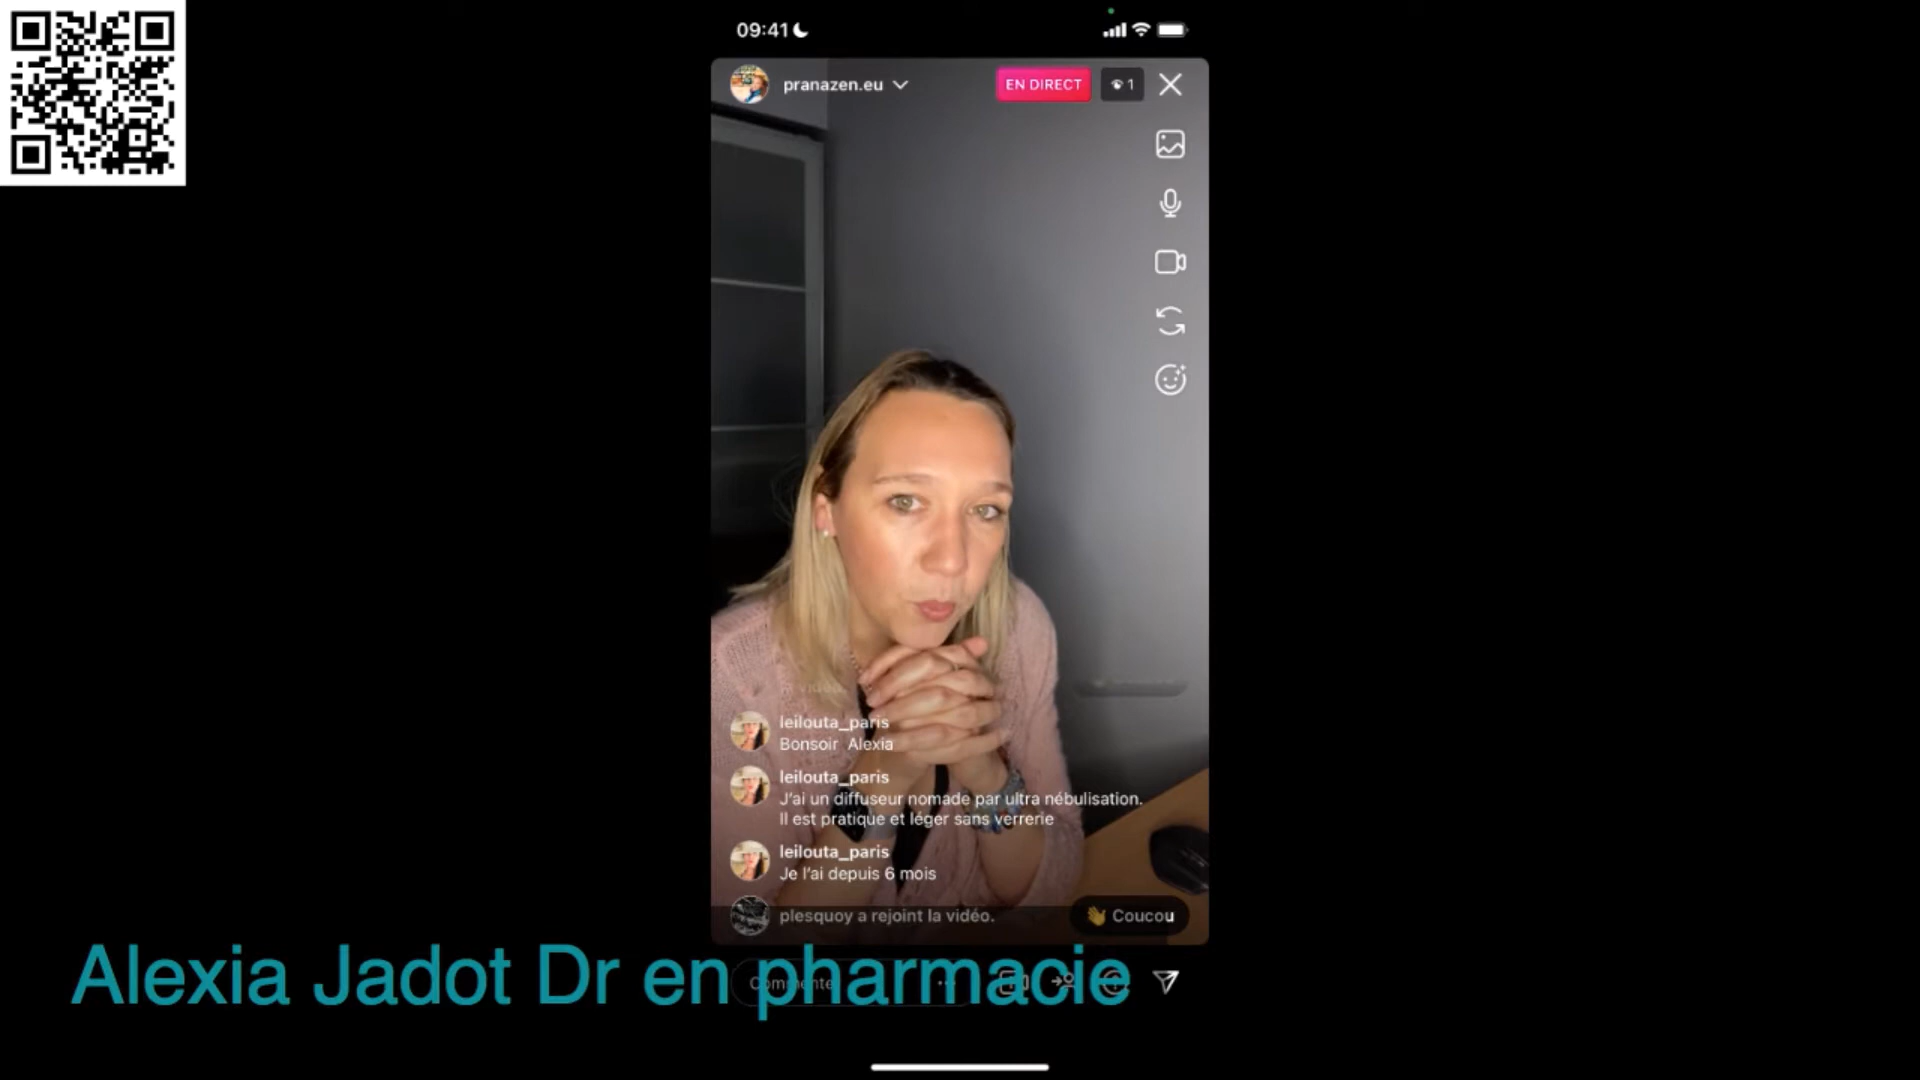 09:41
pranazen.eu
EN DIRECT
1
leilouta_paris
Bonsoir Alexia
leilouta_paris
J'ai un diffuseur nomade par ultra nébulisation.
Il est pratique et léger sans verrerie
leilouta_paris
Je l'ai depuis 6 mois
plesquoy a rejoint la vidéo.
👋 Coucou
Alexia Jadot Dr en pharmacie